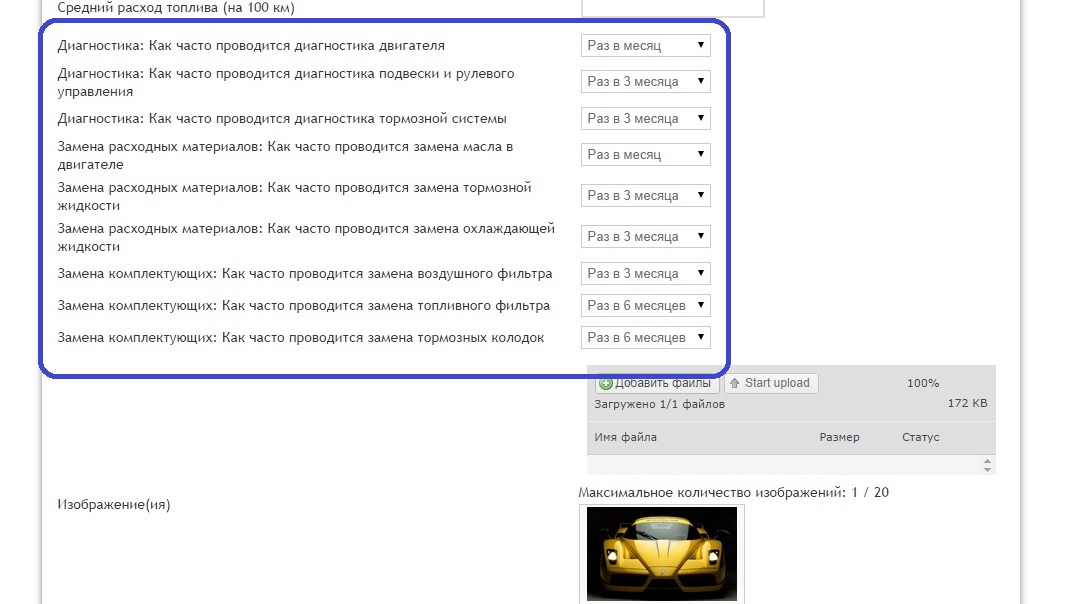 Средний расход топлива (на 100 км)
Диагностика: Как часто проводится диагностика двигателя
Раз в месяц
Диагностика: Как часто проводится диагностика подвески и рулевого
управления
Раз в 3 месяца
Диагностика: Как часто проводится диагностика тормозной системы
Раз в 3 месяца
Замена расходных материалов: Как часто проводится замена масла в
двигателе
Раз в месяц
Замена расходных материалов: Как часто проводится замена тормозной
жидкости
Раз в 3 месяца
Замена расходных материалов: Как часто проводится замена охлаждающей
жидкости
Раз в 3 месяца
Замена комплектующих: Как часто проводится замена воздушного фильтра
Раз в 3 месяца
Замена комплектующих: Как часто проводится замена топливного фильтра
Раз в 6 месяцев
Замена комплектующих: Как часто проводится замена тормозных колодок
Раз в 6 месяцев
Добавить файлы Start upload 100%
Загружено 1/1 файлов 172 KB
Имя файла Размер Статус
Максимальное количество изображений: 1 / 20
Изображение(ия)